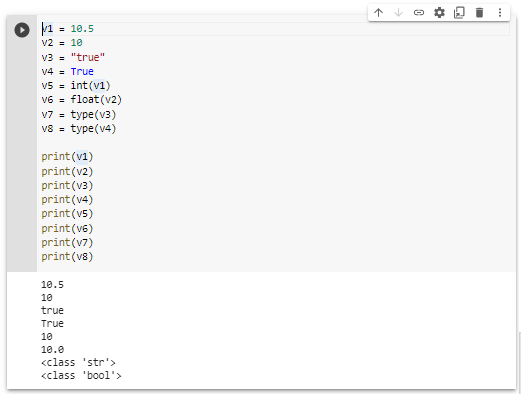 v1 = 10.5
v2 = 10
v3 = "true"
v4 = True
v5 = int(v1)
v6 = float(v2)
v7 = type(v3)
v8 = type(v4)
print(v1)
print(v2)
print(v3)
print(v4)
print(v5)
print(v6)
print(v7)
print(v8)
10.5
10
true
True
10
10.0
<class 'str'>
<class 'bool'>